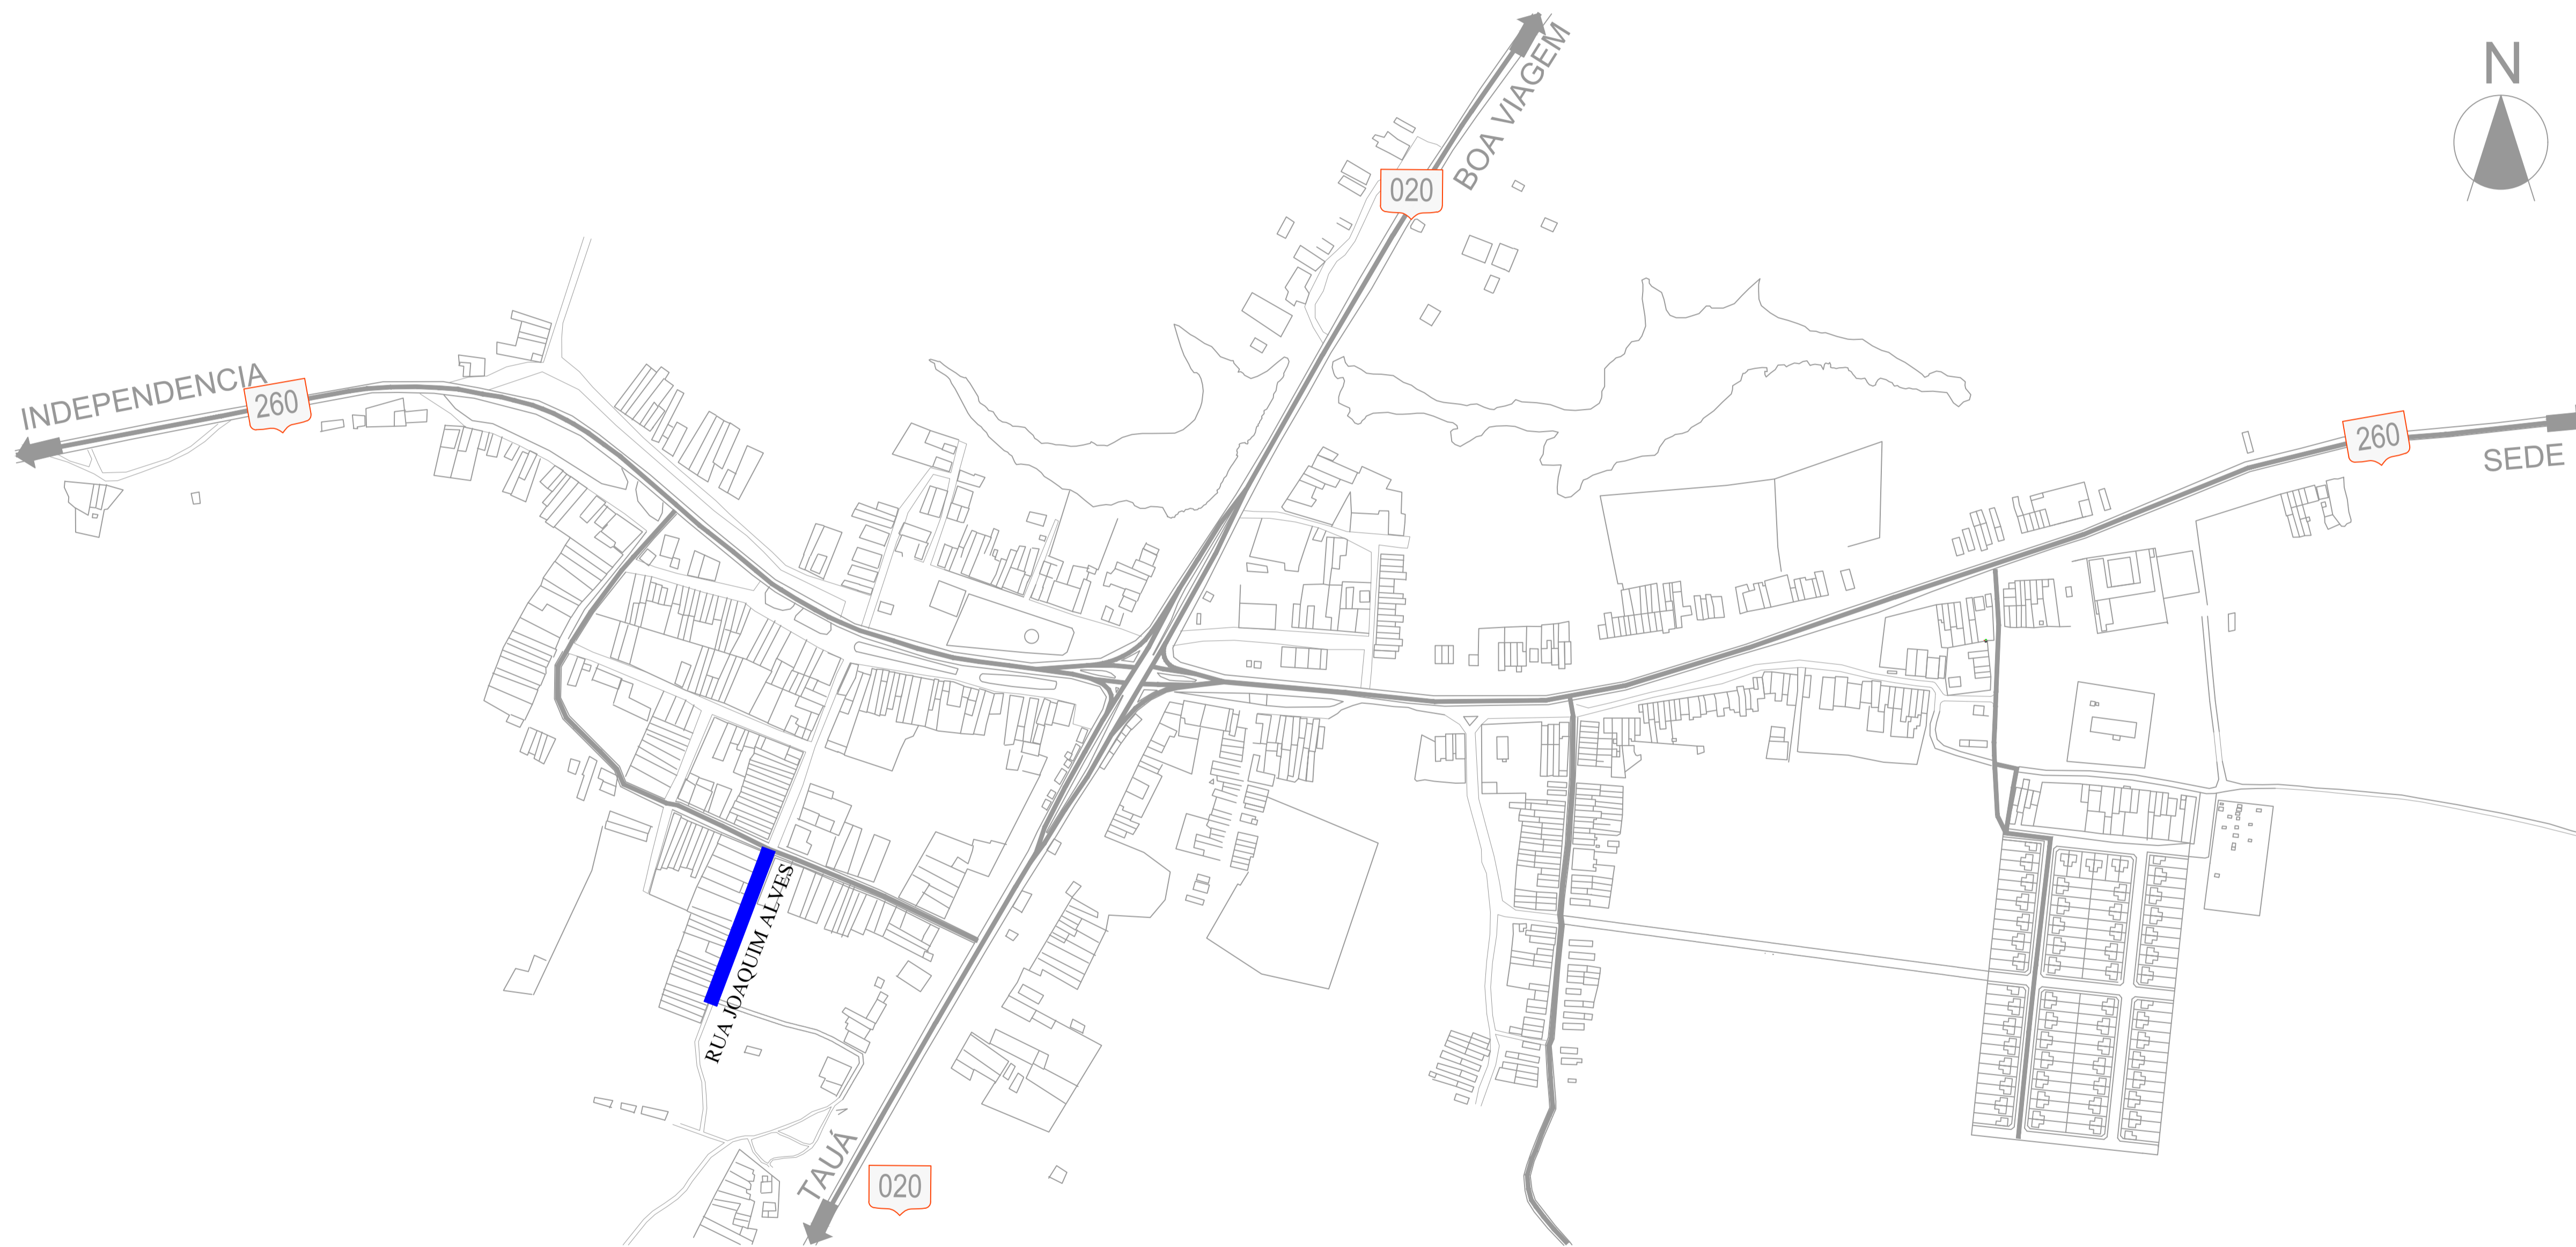 N
BOA VIAGEM
020
INDEPENDENCIA
260
260
SEDE
RUA JOAQUIM ALVES
TAUÁ
020